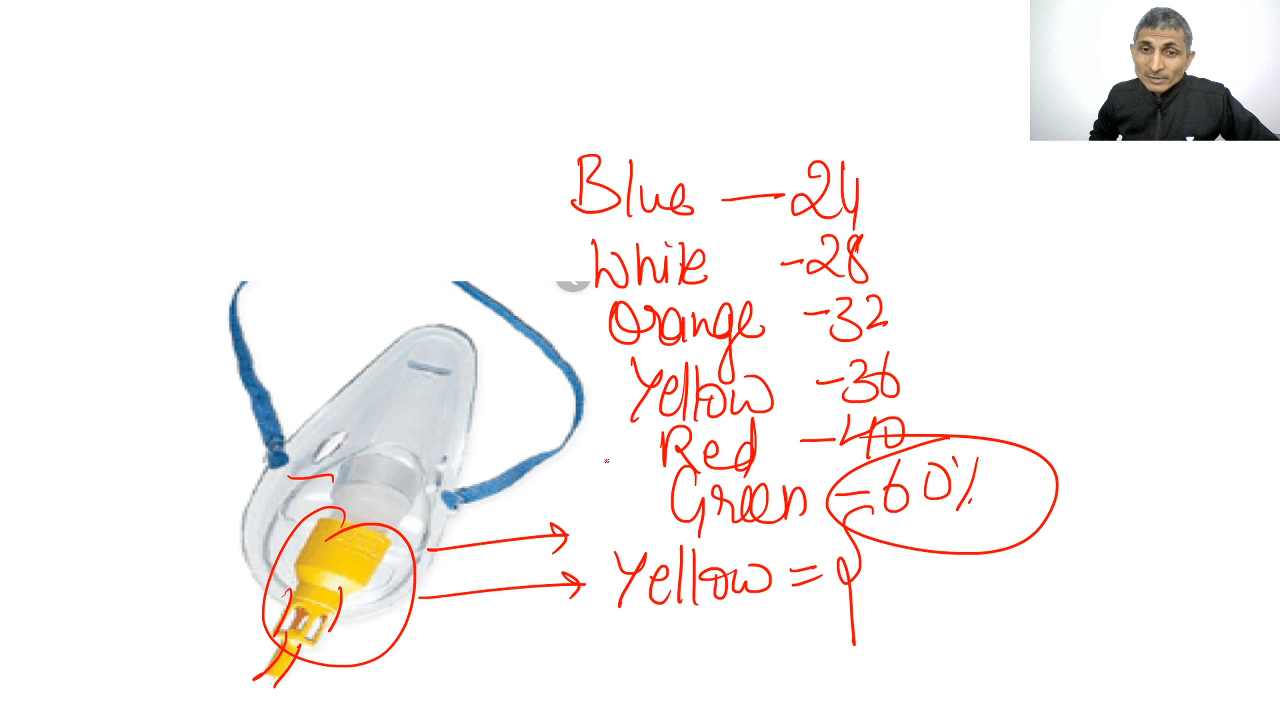 Blue — 24
White - 28
Orange - 32
Yellow - 36
Red - 40
Green - 60%
Yellow =